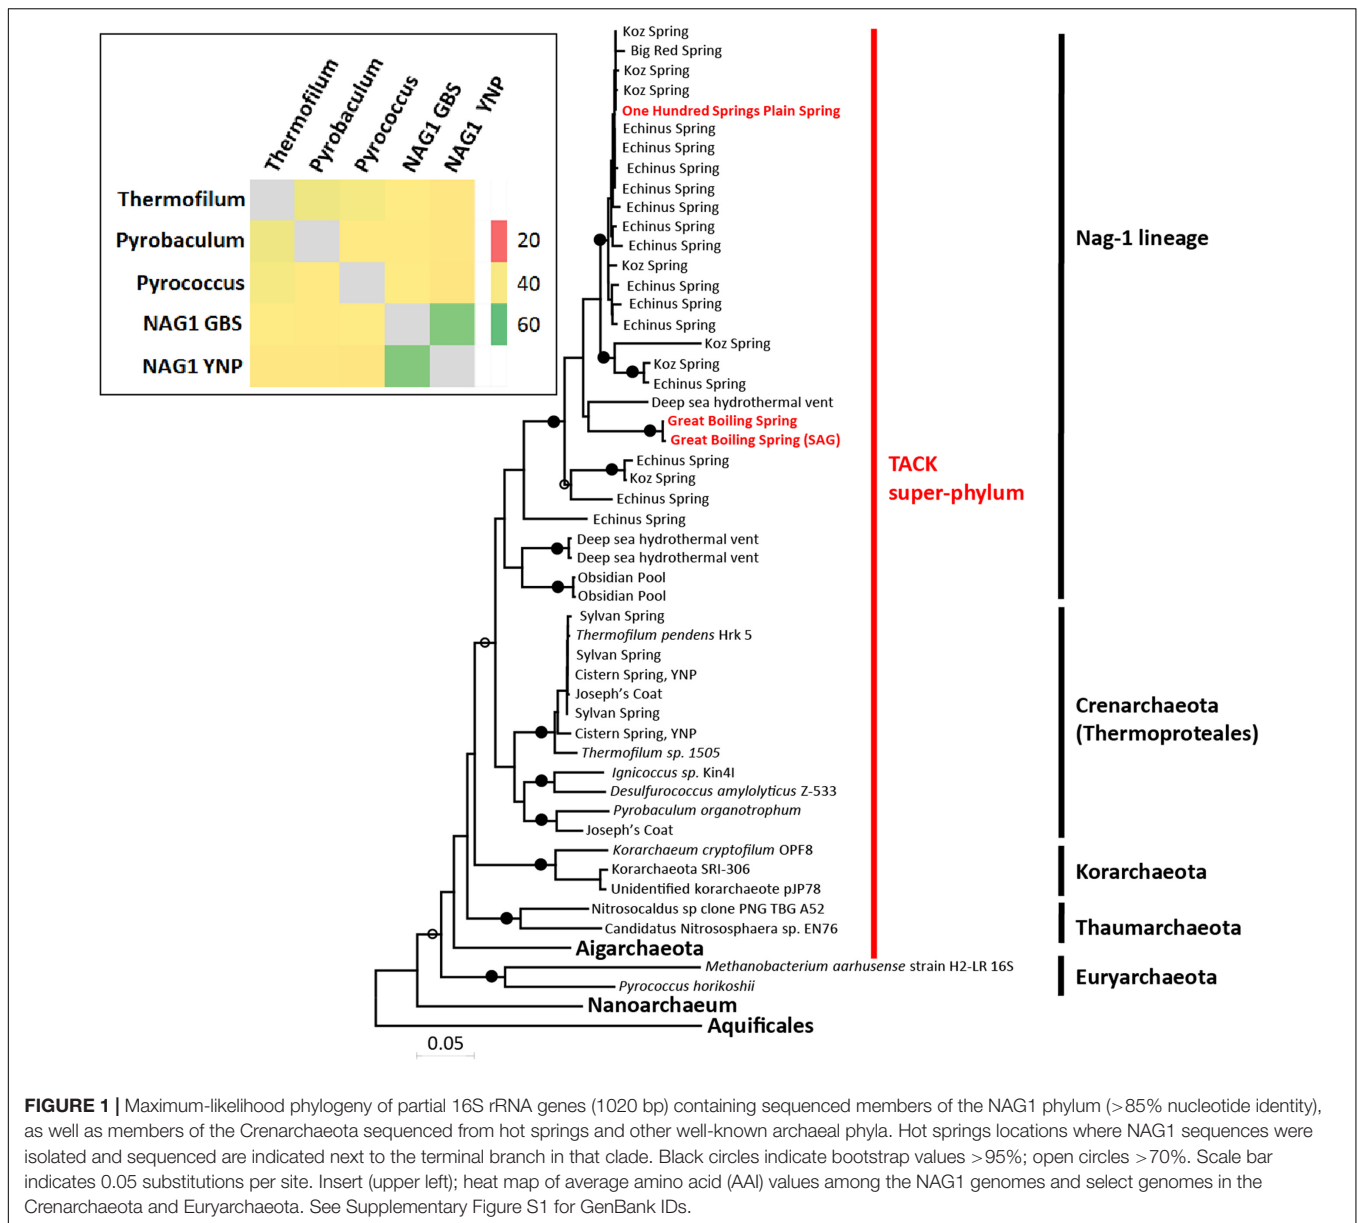 Thermofilum
Pyrobaculum
Pyrococcus
NAG1 GBS
NAG1 YNP
Thermofilum
Pyrobaculum
Pyrococcus
NAG1 GBS
NAG1 YNP
20
40
60
Koz Spring
Big Red Spring
Koz Spring
Koz Spring
One Hundred Springs Plain Spring
Echinus Spring
Echinus Spring
Echinus Spring
Echinus Spring
Echinus Spring
Echinus Spring
Echinus Spring
Koz Spring
Echinus Spring
Echinus Spring
Echinus Spring
Koz Spring
Koz Spring
Echinus Spring
Deep sea hydrothermal vent
Great Boiling Spring
Great Boiling Spring (SAG)
Echinus Spring
Koz Spring
Echinus Spring
Echinus Spring
Deep sea hydrothermal vent
Deep sea hydrothermal vent
Obsidian Pool
Obsidian Pool
Sylvan Spring
Thermofilum pendens Hrk 5
Sylvan Spring
Cistern Spring, YNP
Joseph's Coat
Sylvan Spring
Cistern Spring, YNP
Thermofilum sp. 1505
Ignicoccus sp. Kin4I
Desulfurococcus amylolyticus Z-533
Pyrobaculum organotrophum
Joseph's Coat
Korarchaeum cryptofilum OPF8
Korarchaeota SRI-306
Unidentified korarchaeote pJP78
Nitrosocaldus sp clone PNG TBG A52
Candidatus Nitrososphaera sp. EN76
Aigarchaeota
Methanobacterium aarhusense strain H2-LR 16S
Pyrococcus horikoshii
Nanoarchaeum
Aquificales
0.05
TACK
super-phylum
Nag-1 lineage
Crenarchaeota
(Thermoproteales)
Korarchaeota
Thaumarchaeota
Euryarchaeota
FIGURE 1 | Maximum-likelihood phylogeny of partial 16S rRNA genes (1020 bp) containing sequenced members of the NAG1 phylum (>85% nucleotide identity),
as well as members of the Crenarchaeota sequenced from hot springs and other well-known archaeal phyla. Hot springs locations where NAG1 sequences were
isolated and sequenced are indicated next to the terminal branch in that clade. Black circles indicate bootstrap values >95%; open circles >70%. Scale bar
indicates 0.05 substitutions per site. Insert (upper left); heat map of average amino acid (AAI) values among the NAG1 genomes and select genomes in the
Crenarchaeota and Euryarchaeota. See Supplementary Figure S1 for GenBank IDs.